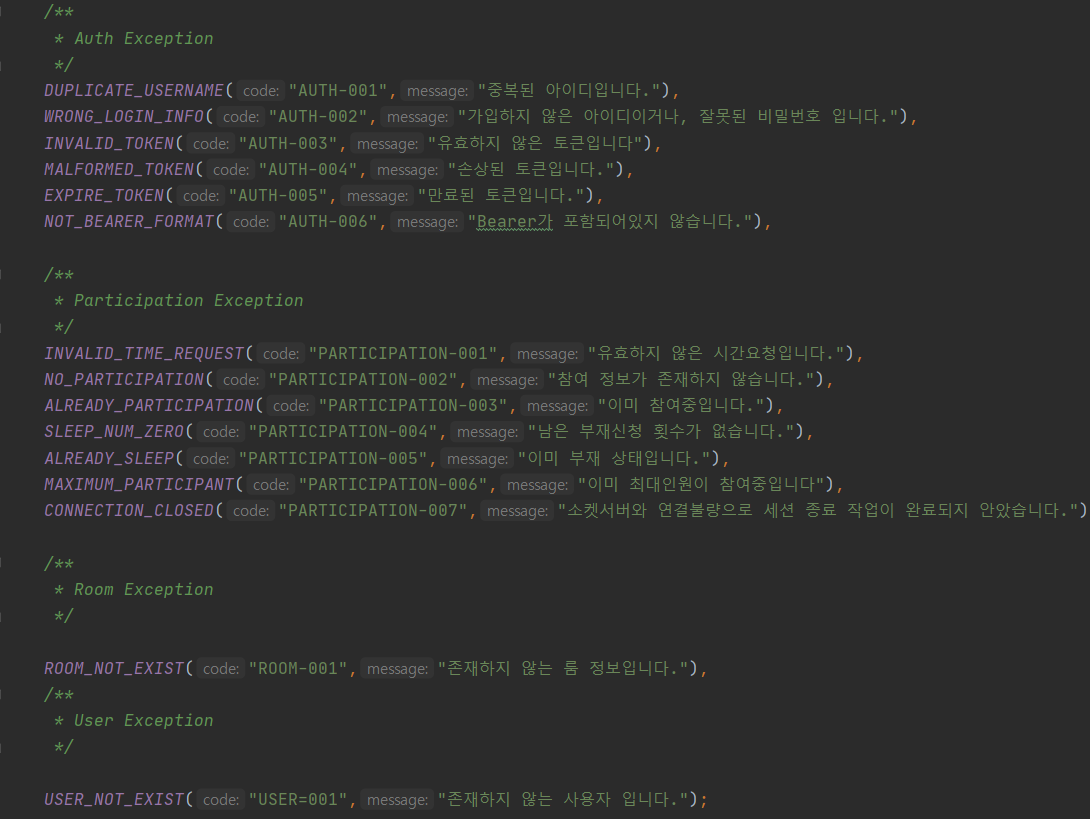 /**
* Auth Exception
*/
DUPLICATE_USERNAME( code: "AUTH-001", message: "중복된 아이디입니다."),
WRONG_LOGIN_INFO( code: "AUTH-002", message: "가입하지 않은 아이디이거나, 잘못된 비밀번호 입니다."),
INVALID_TOKEN( code: "AUTH-003", message: "유효하지 않은 토큰입니다"),
MALFORMED_TOKEN( code: "AUTH-004", message: "손상된 토큰입니다."),
EXPIRE_TOKEN( code: "AUTH-005", message: "만료된 토큰입니다."),
NOT_BEARER_FORMAT( code: "AUTH-006", message: "Bearer가 포함되어있지 않습니다."),
/**
* Participation Exception
*/
INVALID_TIME_REQUEST( code: "PARTICIPATION-001", message: "유효하지 않은 시간요청입니다."),
NO_PARTICIPATION( code: "PARTICIPATION-002", message: "참여 정보가 존재하지 않습니다."),
ALREADY_PARTICIPATION( code: "PARTICIPATION-003", message: "이미 참여중입니다."),
SLEEP_NUM_ZERO( code: "PARTICIPATION-004", message: "남은 부재신청 횟수가 없습니다."),
ALREADY_SLEEP( code: "PARTICIPATION-005", message: "이미 부재 상태입니다."),
MAXIMUM_PARTICIPANT( code: "PARTICIPATION-006", message: "이미 최대인원이 참여중입니다"),
CONNECTION_CLOSED( code: "PARTICIPATION-007", message: "소켓서버와 연결불량으로 세션 종료 작업이 완료되지 안았습니다.")
/**
* Room Exception
*/
ROOM_NOT_EXIST( code: "ROOM-001", message: "존재하지 않는 룸 정보입니다."),
/**
* User Exception
*/
USER_NOT_EXIST( code: "USER=001", message: "존재하지 않는 사용자 입니다.");